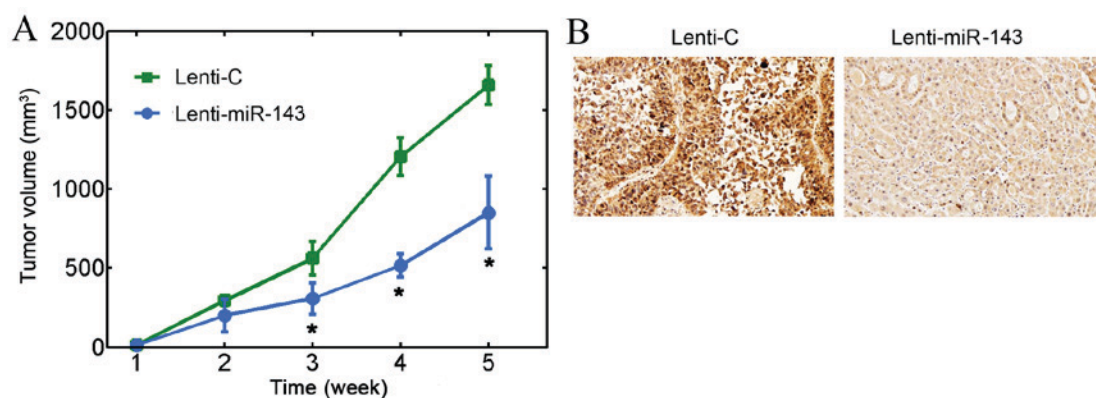 A
2000
1500
1000
500
0
Tumor volume (mm³)
Lenti-C
Lenti-miR-143
*
*
*
1 2 3 4 5
Time (week)
B
Lenti-C Lenti-miR-143